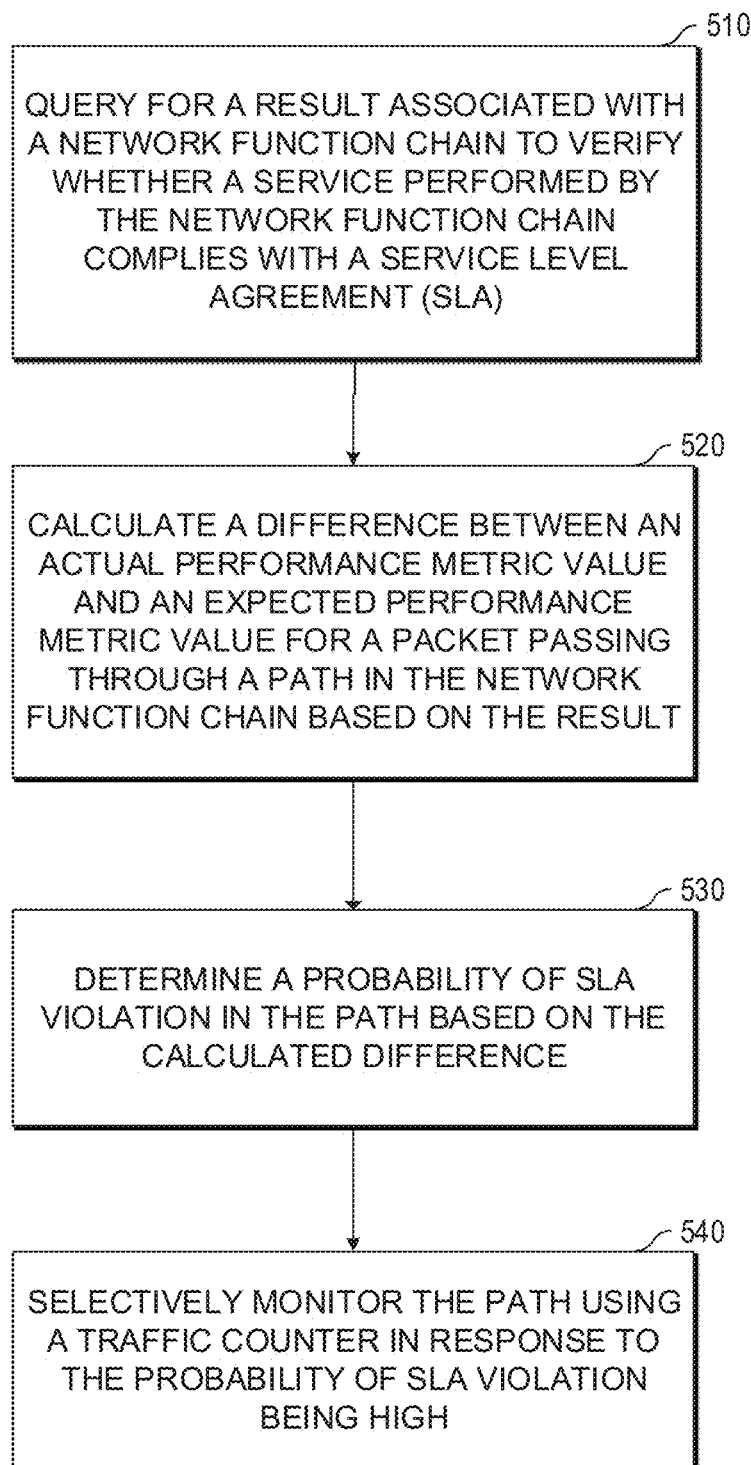 510
QUERY FOR A RESULT ASSOCIATED WITH
A NETWORK FUNCTION CHAIN TO VERIFY
WHETHER A SERVICE PERFORMED BY
THE NETWORK FUNCTION CHAIN
COMPLIES WITH A SERVICE LEVEL
AGREEMENT (SLA)
520
CALCULATE A DIFFERENCE BETWEEN AN
ACTUAL PERFORMANCE METRIC VALUE
AND AN EXPECTED PERFORMANCE
METRIC VALUE FOR A PACKET PASSING
THROUGH A PATH IN THE NETWORK
FUNCTION CHAIN BASED ON THE RESULT
530
DETERMINE A PROBABILITY OF SLA
VIOLATION IN THE PATH BASED ON THE
CALCULATED DIFFERENCE
540
SELECTIVELY MONITOR THE PATH USING
A TRAFFIC COUNTER IN RESPONSE TO
THE PROBABILITY OF SLA VIOLATION
BEING HIGH